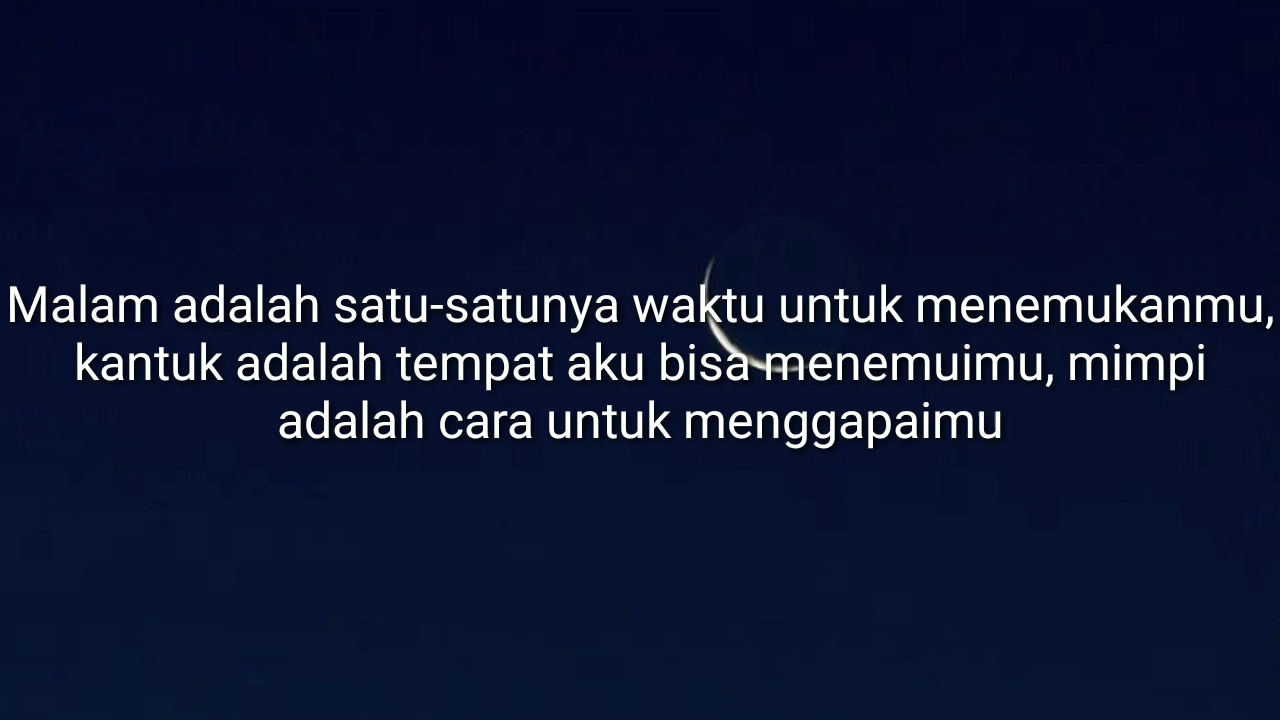 Malam adalah satu-satunya waktu untuk menemukanmu,
kantuk adalah tempat aku bisa menemuimu, mimpi
adalah cara untuk menggapaimu